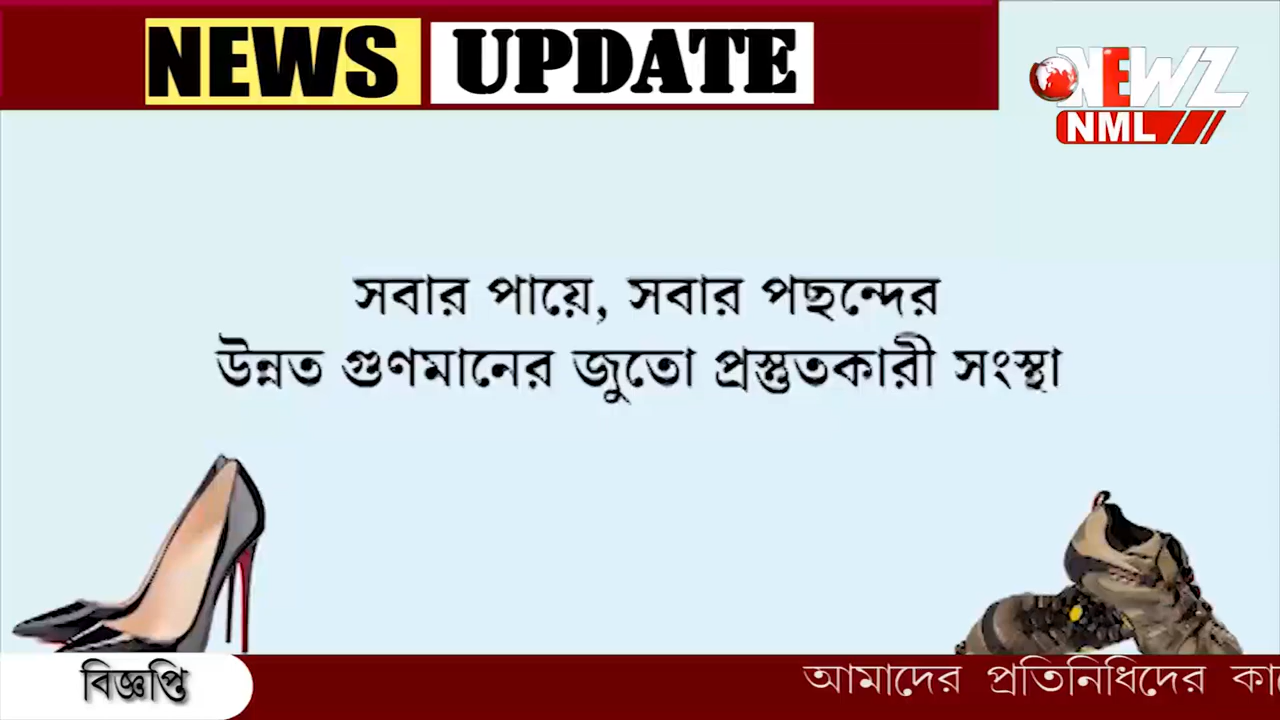 NEWS UPDATE
NEWZ
NML
সবার পায়ে, সবার পছন্দের
উন্নত গুণমানের জুতো প্রস্তুতকারী সংস্থা
বিজ্ঞপ্তি
আমাদের প্রতিনিধিদের